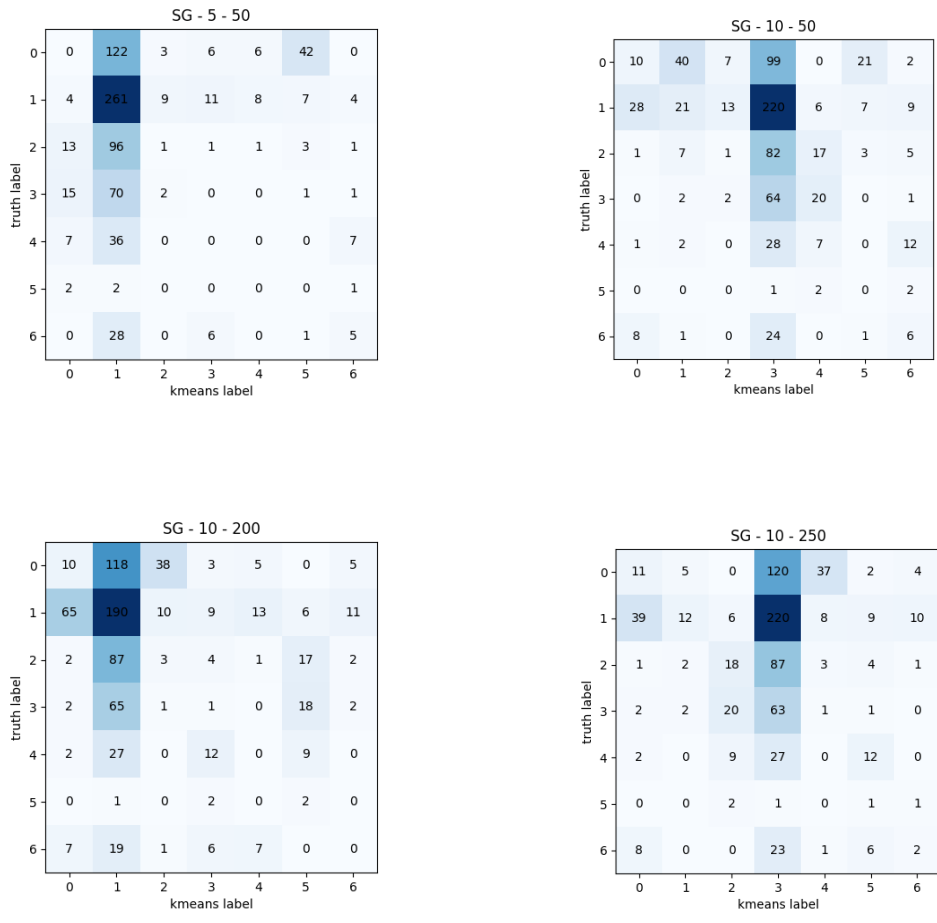 SG - 5 - 50
0 0 122 3 6 6 42 0
1 4 261 9 11 8 7 4
2 13 96 1 1 1 3 1
3 15 70 2 0 0 1 1
4 7 36 0 0 0 0 7
5 2 2 0 0 0 0 1
6 0 28 0 6 0 1 5
0 1 2 3 4 5 6
truth label
kmeans label
SG - 10 - 50
0 10 40 7 99 0 21 2
1 28 21 13 220 6 7 9
2 1 7 1 82 17 3 5
3 0 2 2 64 20 0 1
4 1 2 0 28 7 0 12
5 0 0 0 1 2 0 2
6 8 1 0 24 0 1 6
0 1 2 3 4 5 6
truth label
kmeans label
SG - 10 - 200
0 10 118 38 3 5 0 5
1 65 190 10 9 13 6 11
2 2 87 3 4 1 17 2
3 2 65 1 1 0 18 2
4 2 27 0 12 0 9 0
5 0 1 0 2 0 2 0
6 7 19 1 6 7 0 0
0 1 2 3 4 5 6
truth label
kmeans label
SG - 10 - 250
0 11 5 0 120 37 2 4
1 39 12 6 220 8 9 10
2 1 2 18 87 3 4 1
3 2 2 20 63 1 1 0
4 2 0 9 27 0 12 0
5 0 0 2 1 0 1 1
6 8 0 0 23 1 6 2
0 1 2 3 4 5 6
truth label
kmeans label